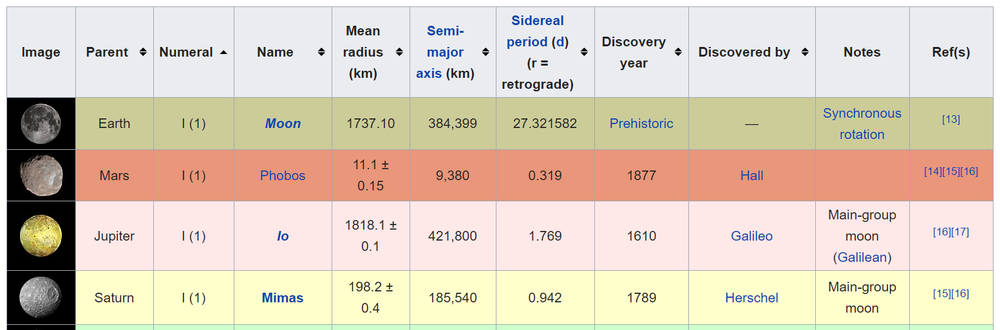 Image Parent Numeral Name Mean radius (km) Semi-major axis (km) Sidereal period (d) (r = retrograde) Discovery year Discovered by Notes Ref(s)
Earth I (1) Moon 1737.10 384,399 27.321582 Prehistoric — Synchronous rotation [13]
Mars I (1) Phobos 11.1 ± 0.15 9,380 0.319 1877 Hall [14][15][16]
Jupiter I (1) Io 1818.1 ± 0.1 421,800 1.769 1610 Galileo Main-group moon (Galilean) [16][17]
Saturn I (1) Mimas 198.2 ± 0.4 185,540 0.942 1789 Herschel Main-group moon [15][16]